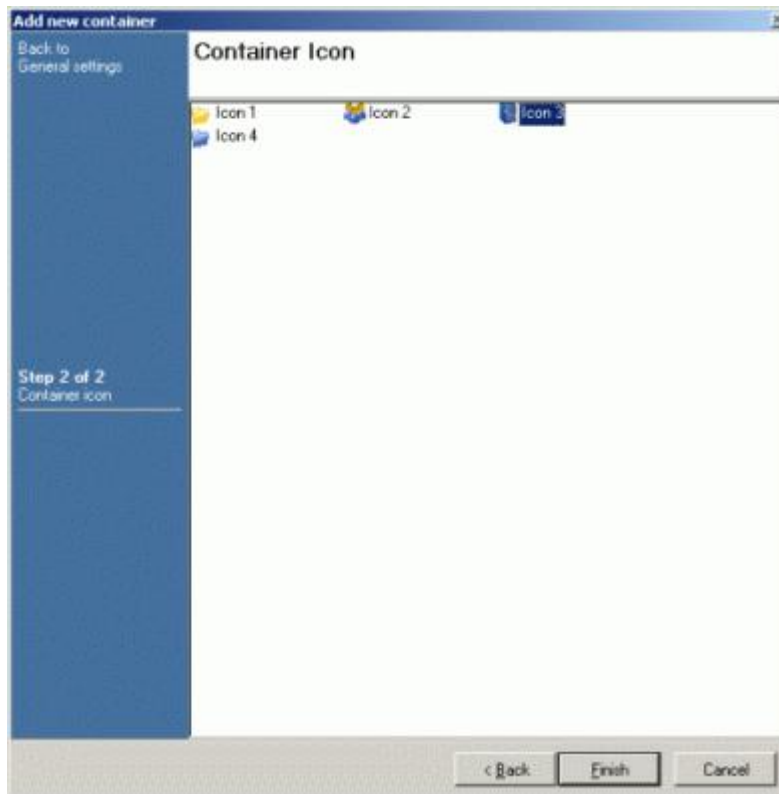 Add new container
Back to
General settings
Container Icon
Icon 1
Icon 2
Icon 3
Icon 4
Step 2 of 2
Container icon
< Back
Finish
Cancel